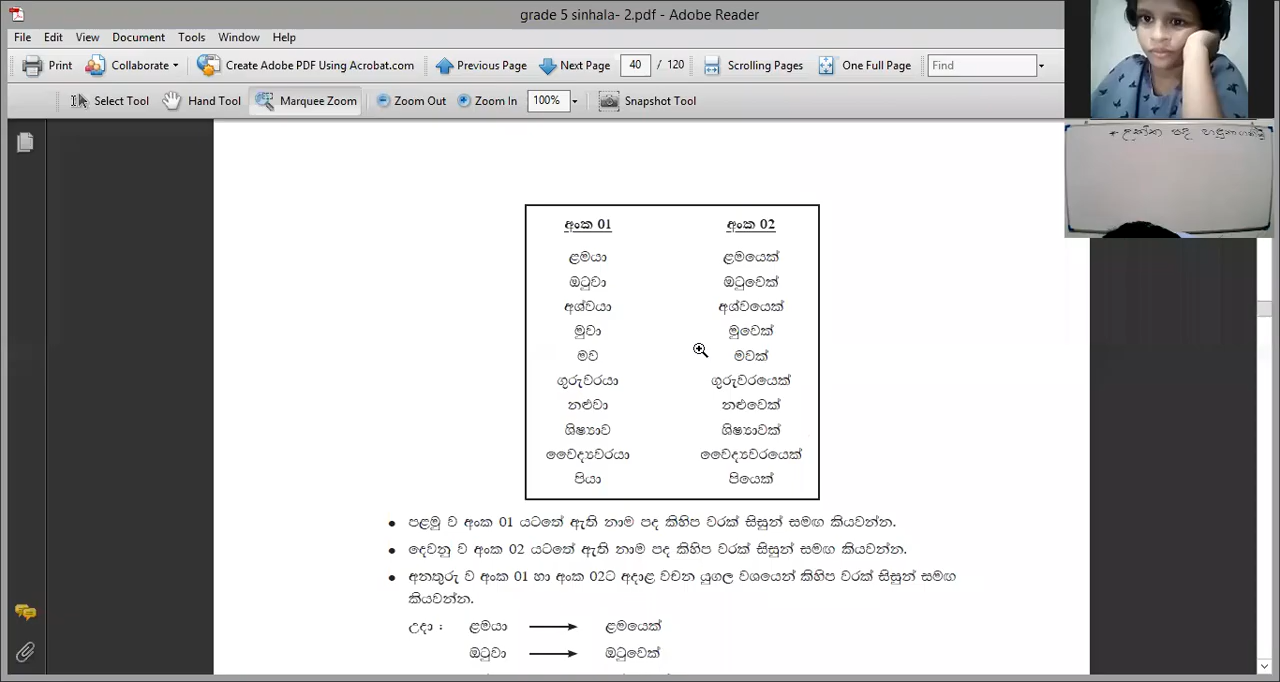 grade 5 sinhala- 2.pdf - Adobe Reader
File Edit View Document Tools Window Help
Print Collaborate Create Adobe PDF Using Acrobat.com Previous Page Next Page 40 / 120 Scrolling Pages One Full Page Find
Select Tool Hand Tool Marquee Zoom Zoom Out Zoom In 100% Snapshot Tool
අංක 01 අංක 02
ළමයා ළමයෙක්
ඔටුවා ඔටුවෙක්
අශ්වයා අශ්වයෙක්
මුවා මුවෙක්
මව මවක්
ගුරුවරයා ගුරුවරයෙක්
නළුවා නළුවෙක්
ශිෂ්‍යාව ශිෂ්‍යාවක්
වෛද්‍යවරයා වෛද්‍යවරයෙක්
පියා පියෙක්
• පළමු ව අංක 01 යටතේ ඇති නාම පද කිහිප වරක් සිසුන් සමඟ කියවන්න.
• දෙවනු ව අංක 02 යටතේ ඇති නාම පද කිහිප වරක් සිසුන් සමඟ කියවන්න.
• අනතුරු ව අංක 01 හා අංක 02ට අදාළ වචන යුගල වශයෙන් කිහිප වරක් සිසුන් සමඟ
කියවන්න.
උදා : ළමයා ⟶ ළමයෙක්
ඔටුවා ⟶ ඔටුවෙක්